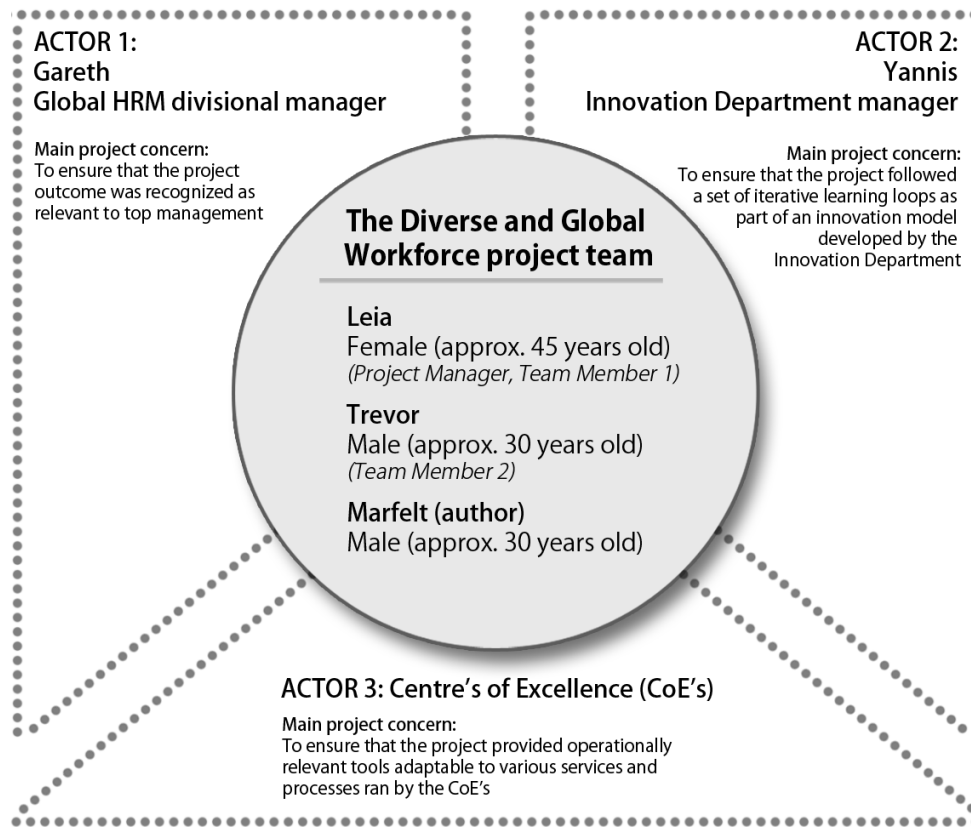 ACTOR 1:
Gareth
Global HRM divisional manager
Main project concern:
To ensure that the project
outcome was recognized as
relevant to top management
ACTOR 2:
Yannis
Innovation Department manager
Main project concern:
To ensure that the project followed
a set of iterative learning loops as
part of an innovation model
developed by the
Innovation Department
The Diverse and Global
Workforce project team
Leia
Female (approx. 45 years old)
(Project Manager, Team Member 1)
Trevor
Male (approx. 30 years old)
(Team Member 2)
Marfelt (author)
Male (approx. 30 years old)
ACTOR 3: Centre's of Excellence (CoE's)
Main project concern:
To ensure that the project provided operationally
relevant tools adaptable to various services and
processes ran by the CoE's